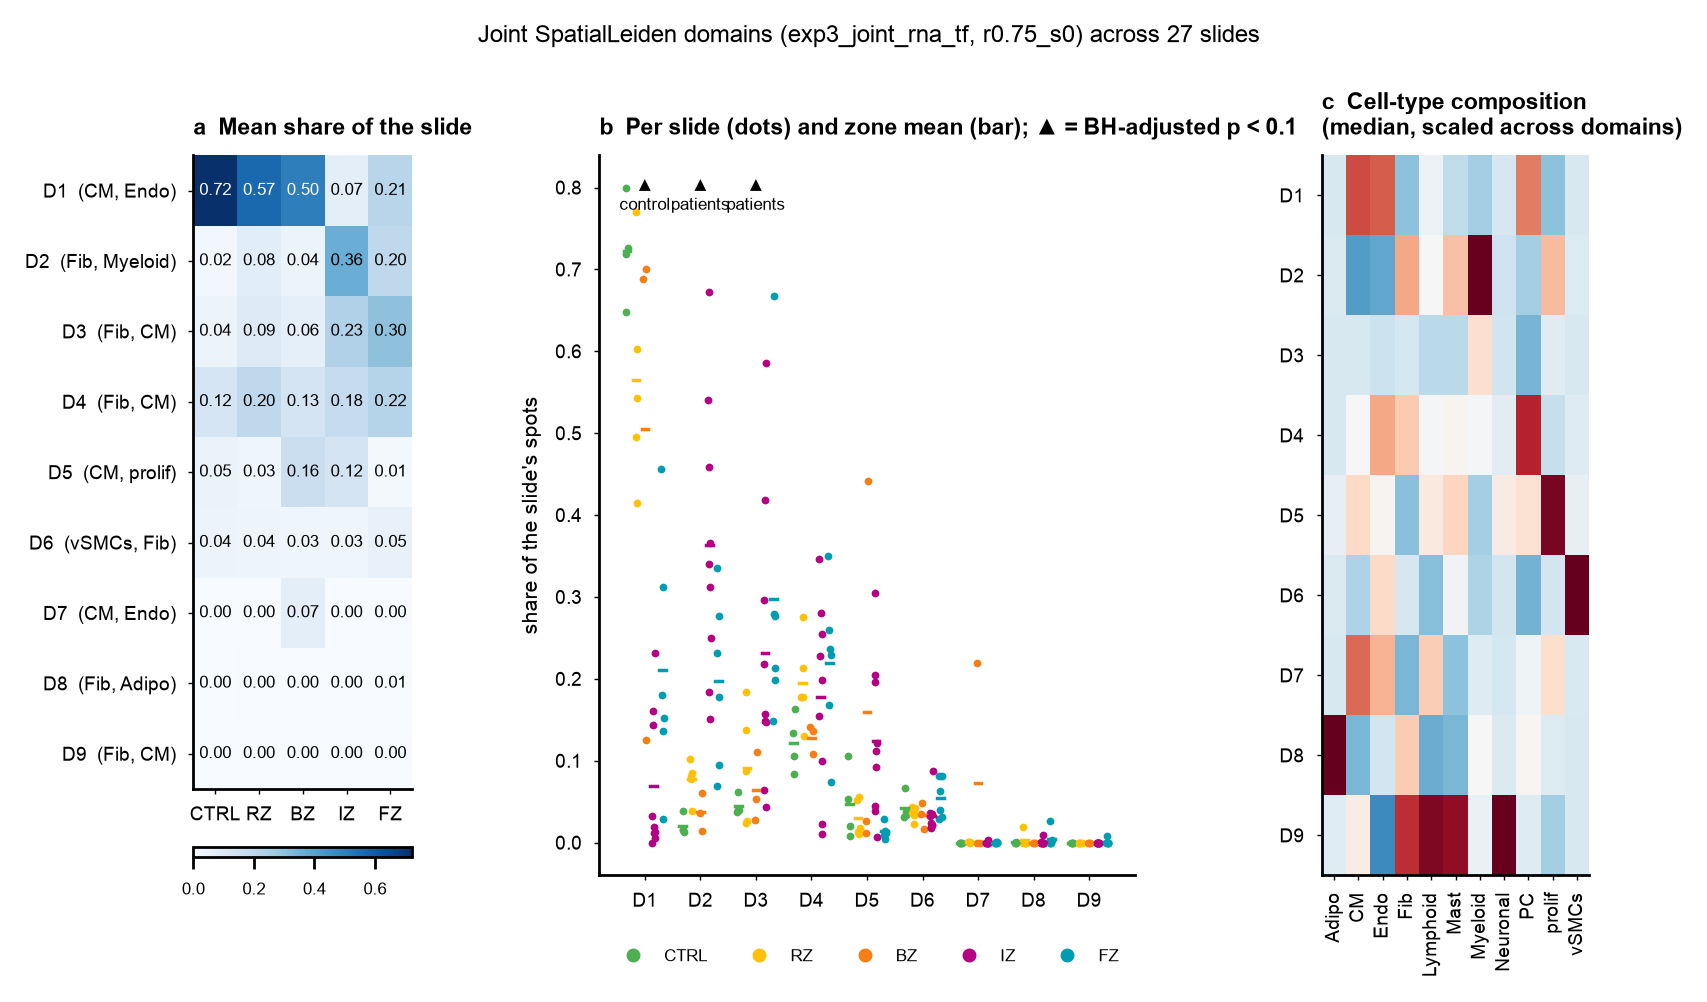 Joint SpatialLeiden domains (exp3_joint_rna_tf, r0.75_s0) across 27 slides
a Mean share of the slide
D1 (CM, Endo) 0.72 0.57 0.50 0.07 0.21
D2 (Fib, Myeloid) 0.02 0.08 0.04 0.36 0.20
D3 (Fib, CM) 0.04 0.09 0.06 0.23 0.30
D4 (Fib, CM) 0.12 0.20 0.13 0.18 0.22
D5 (CM, prolif) 0.05 0.03 0.16 0.12 0.01
D6 (vSMCs, Fib) 0.04 0.04 0.03 0.03 0.05
D7 (CM, Endo) 0.00 0.00 0.07 0.00 0.00
D8 (Fib, Adipo) 0.00 0.00 0.00 0.00 0.01
D9 (Fib, CM) 0.00 0.00 0.00 0.00 0.00
CTRL RZ BZ IZ FZ
0.0 0.2 0.4 0.6
b Per slide (dots) and zone mean (bar); ▲ = BH-adjusted p < 0.1
▲ ▲ ▲
control patients patients
share of the slide's spots
0.8
0.7
0.6
0.5
0.4
0.3
0.2
0.1
0.0
D1 D2 D3 D4 D5 D6 D7 D8 D9
CTRL RZ BZ IZ FZ
c Cell-type composition
(median, scaled across domains)
D1
D2
D3
D4
D5
D6
D7
D8
D9
Adipo
CM
Endo
Fib
Lymphoid
Mast
Myeloid
Neuronal
PC
prolif
vSMCs